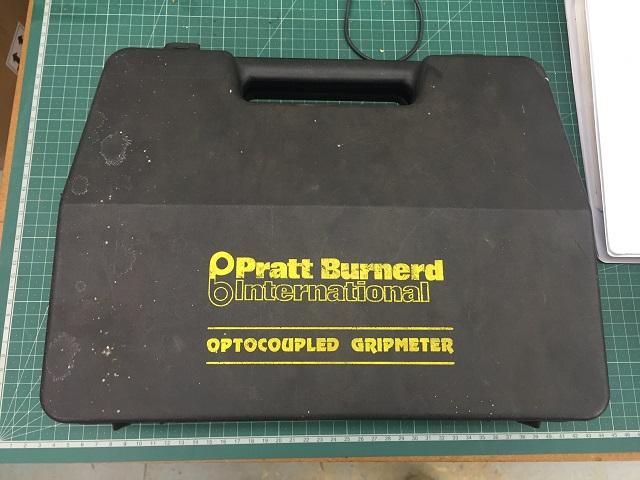 Pratt Burnerd
International
OPTOCOUPLED GRIPMETER